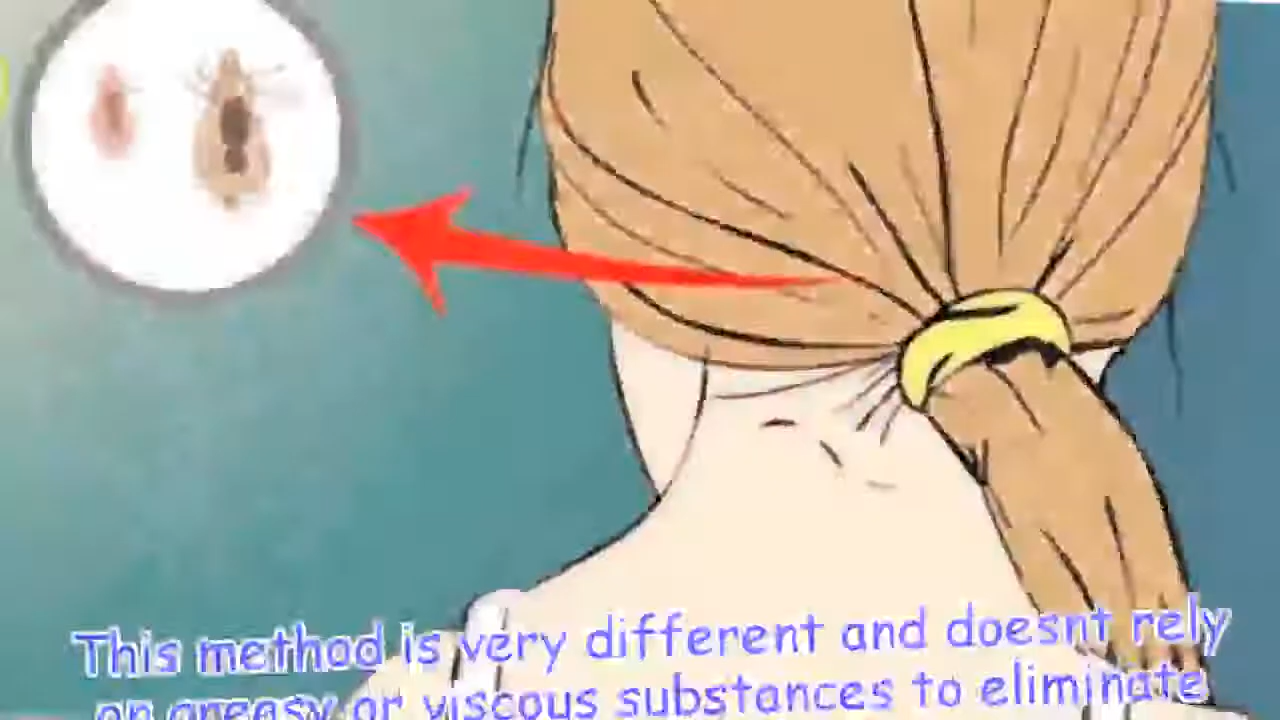 This method is very different and doesnt rely
on greasy or viscous substances to eliminate